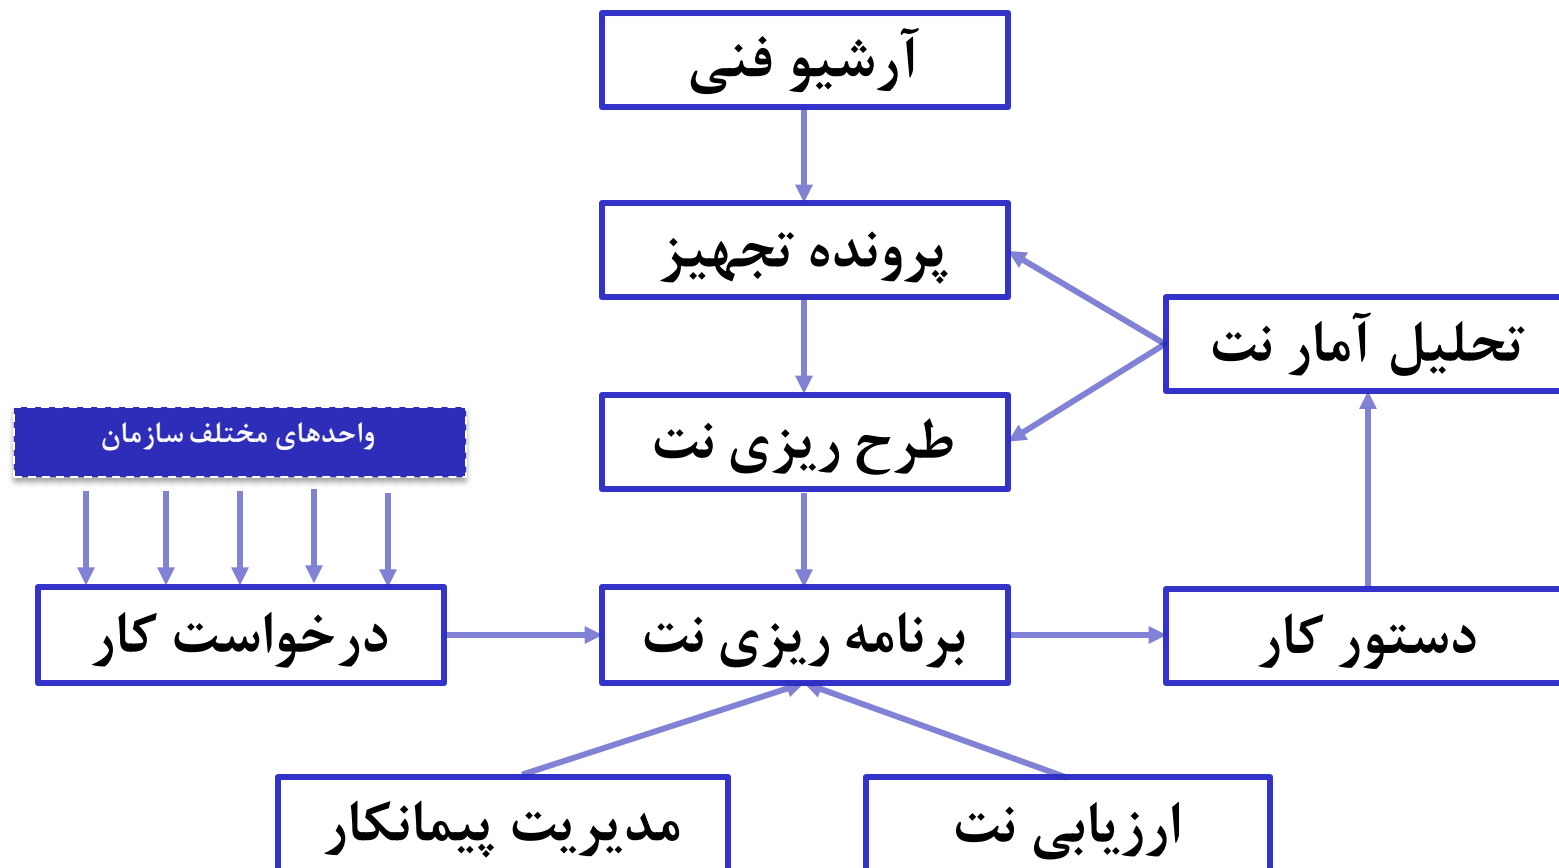 آرشیو فنی
پرونده تجهیز
تحلیل آمار نت
طرح ریزی نت
واحدهای مختلف سازمان
درخواست کار
برنامه ریزی نت
دستور کار
مدیریت پیمانکار
ارزیابی نت